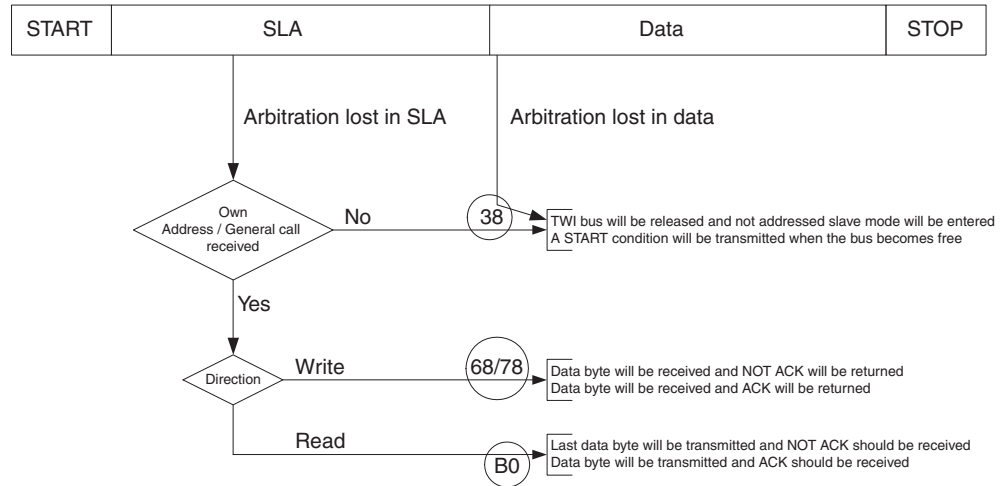 START SLA Data STOP
Arbitration lost in SLA Arbitration lost in data
Own
Address / General call
received
No
38
TWI bus will be released and not addressed slave mode will be entered
A START condition will be transmitted when the bus becomes free
Yes
Direction
Write
68/78
Data byte will be received and NOT ACK will be returned
Data byte will be received and ACK will be returned
Read
B0
Last data byte will be transmitted and NOT ACK should be received
Data byte will be transmitted and ACK should be received